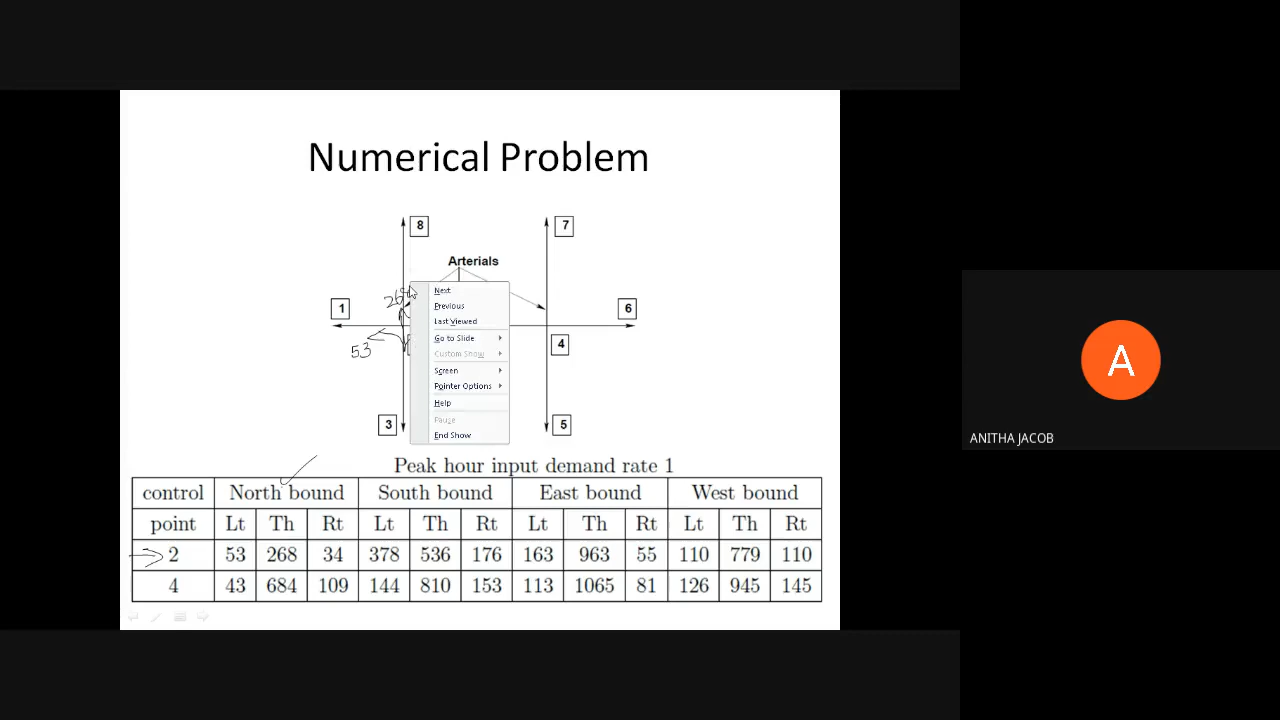 Numerical Problem
8
7
Arterials
268
1
6
53
4
3
5
Next
Previous
Last Viewed
Go to Slide
Custom Show
Screen
Pointer Options
Help
Pause
End Show
Peak hour input demand rate 1
control North bound South bound East bound West bound
point Lt Th Rt Lt Th Rt Lt Th Rt Lt Th Rt
2 53 268 34 378 536 176 163 963 55 110 779 110
4 43 684 109 144 810 153 113 1065 81 126 945 145
A
ANITHA JACOB